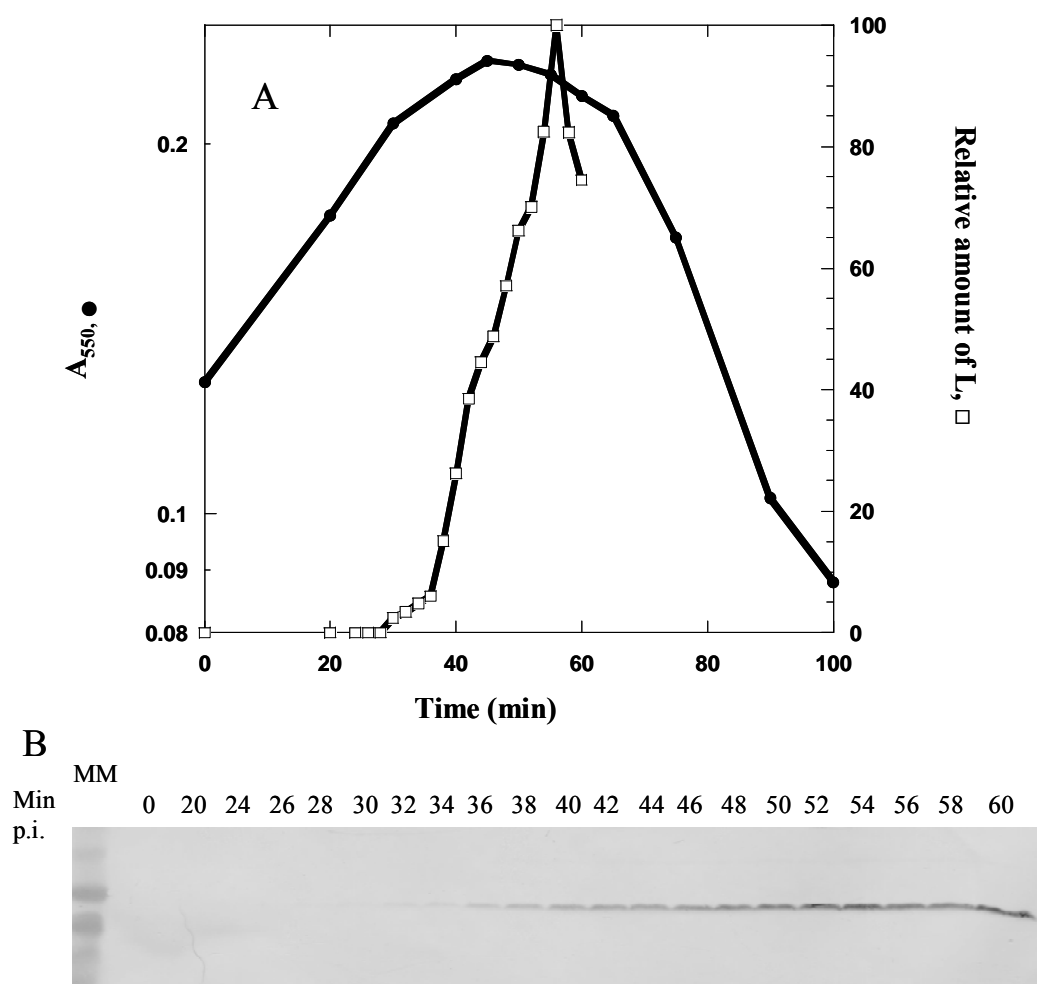 A
100
80
60
40
20
0
0.2
0.1
0.09
0.08
A550, ●
Relative amount of L, □
0 20 40 60 80 100
Time (min)
B
MM
Min p.i.
0 20 24 26 28 30 32 34 36 38 40 42 44 46 48 50 52 54 56 58 60